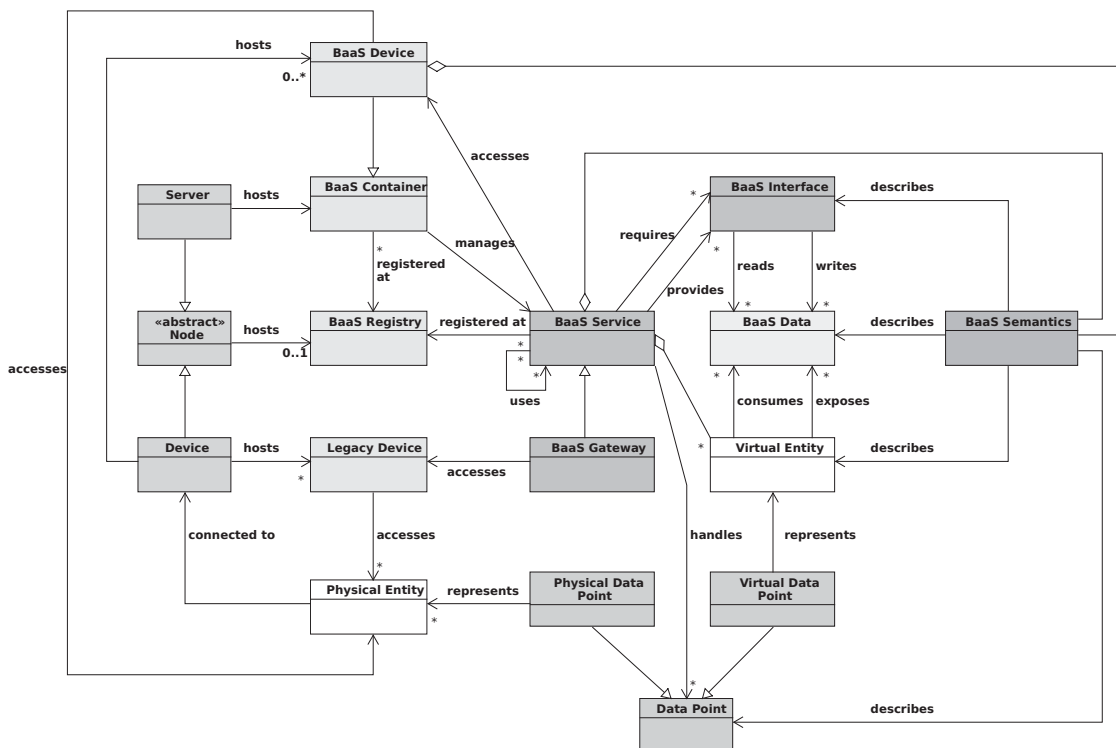 hosts
BaaS Device
0..*
accesses
Server
hosts
BaaS Container
BaaS Interface
describes
*
manages
requires
*
registered
at
*
reads
writes
provides
«abstract»
Node
hosts
0..1
BaaS Registry
registered at
BaaS Service
*
*
BaaS Data
describes
BaaS Semantics
accesses
*
*
*
uses
*
*
consumes
exposes
Device
hosts
*
Legacy Device
accesses
BaaS Gateway
*
Virtual Entity
describes
connected to
accesses
*
handles
represents
Physical Entity
represents
*
Physical Data
Point
Virtual Data
Point
*
Data Point
describes